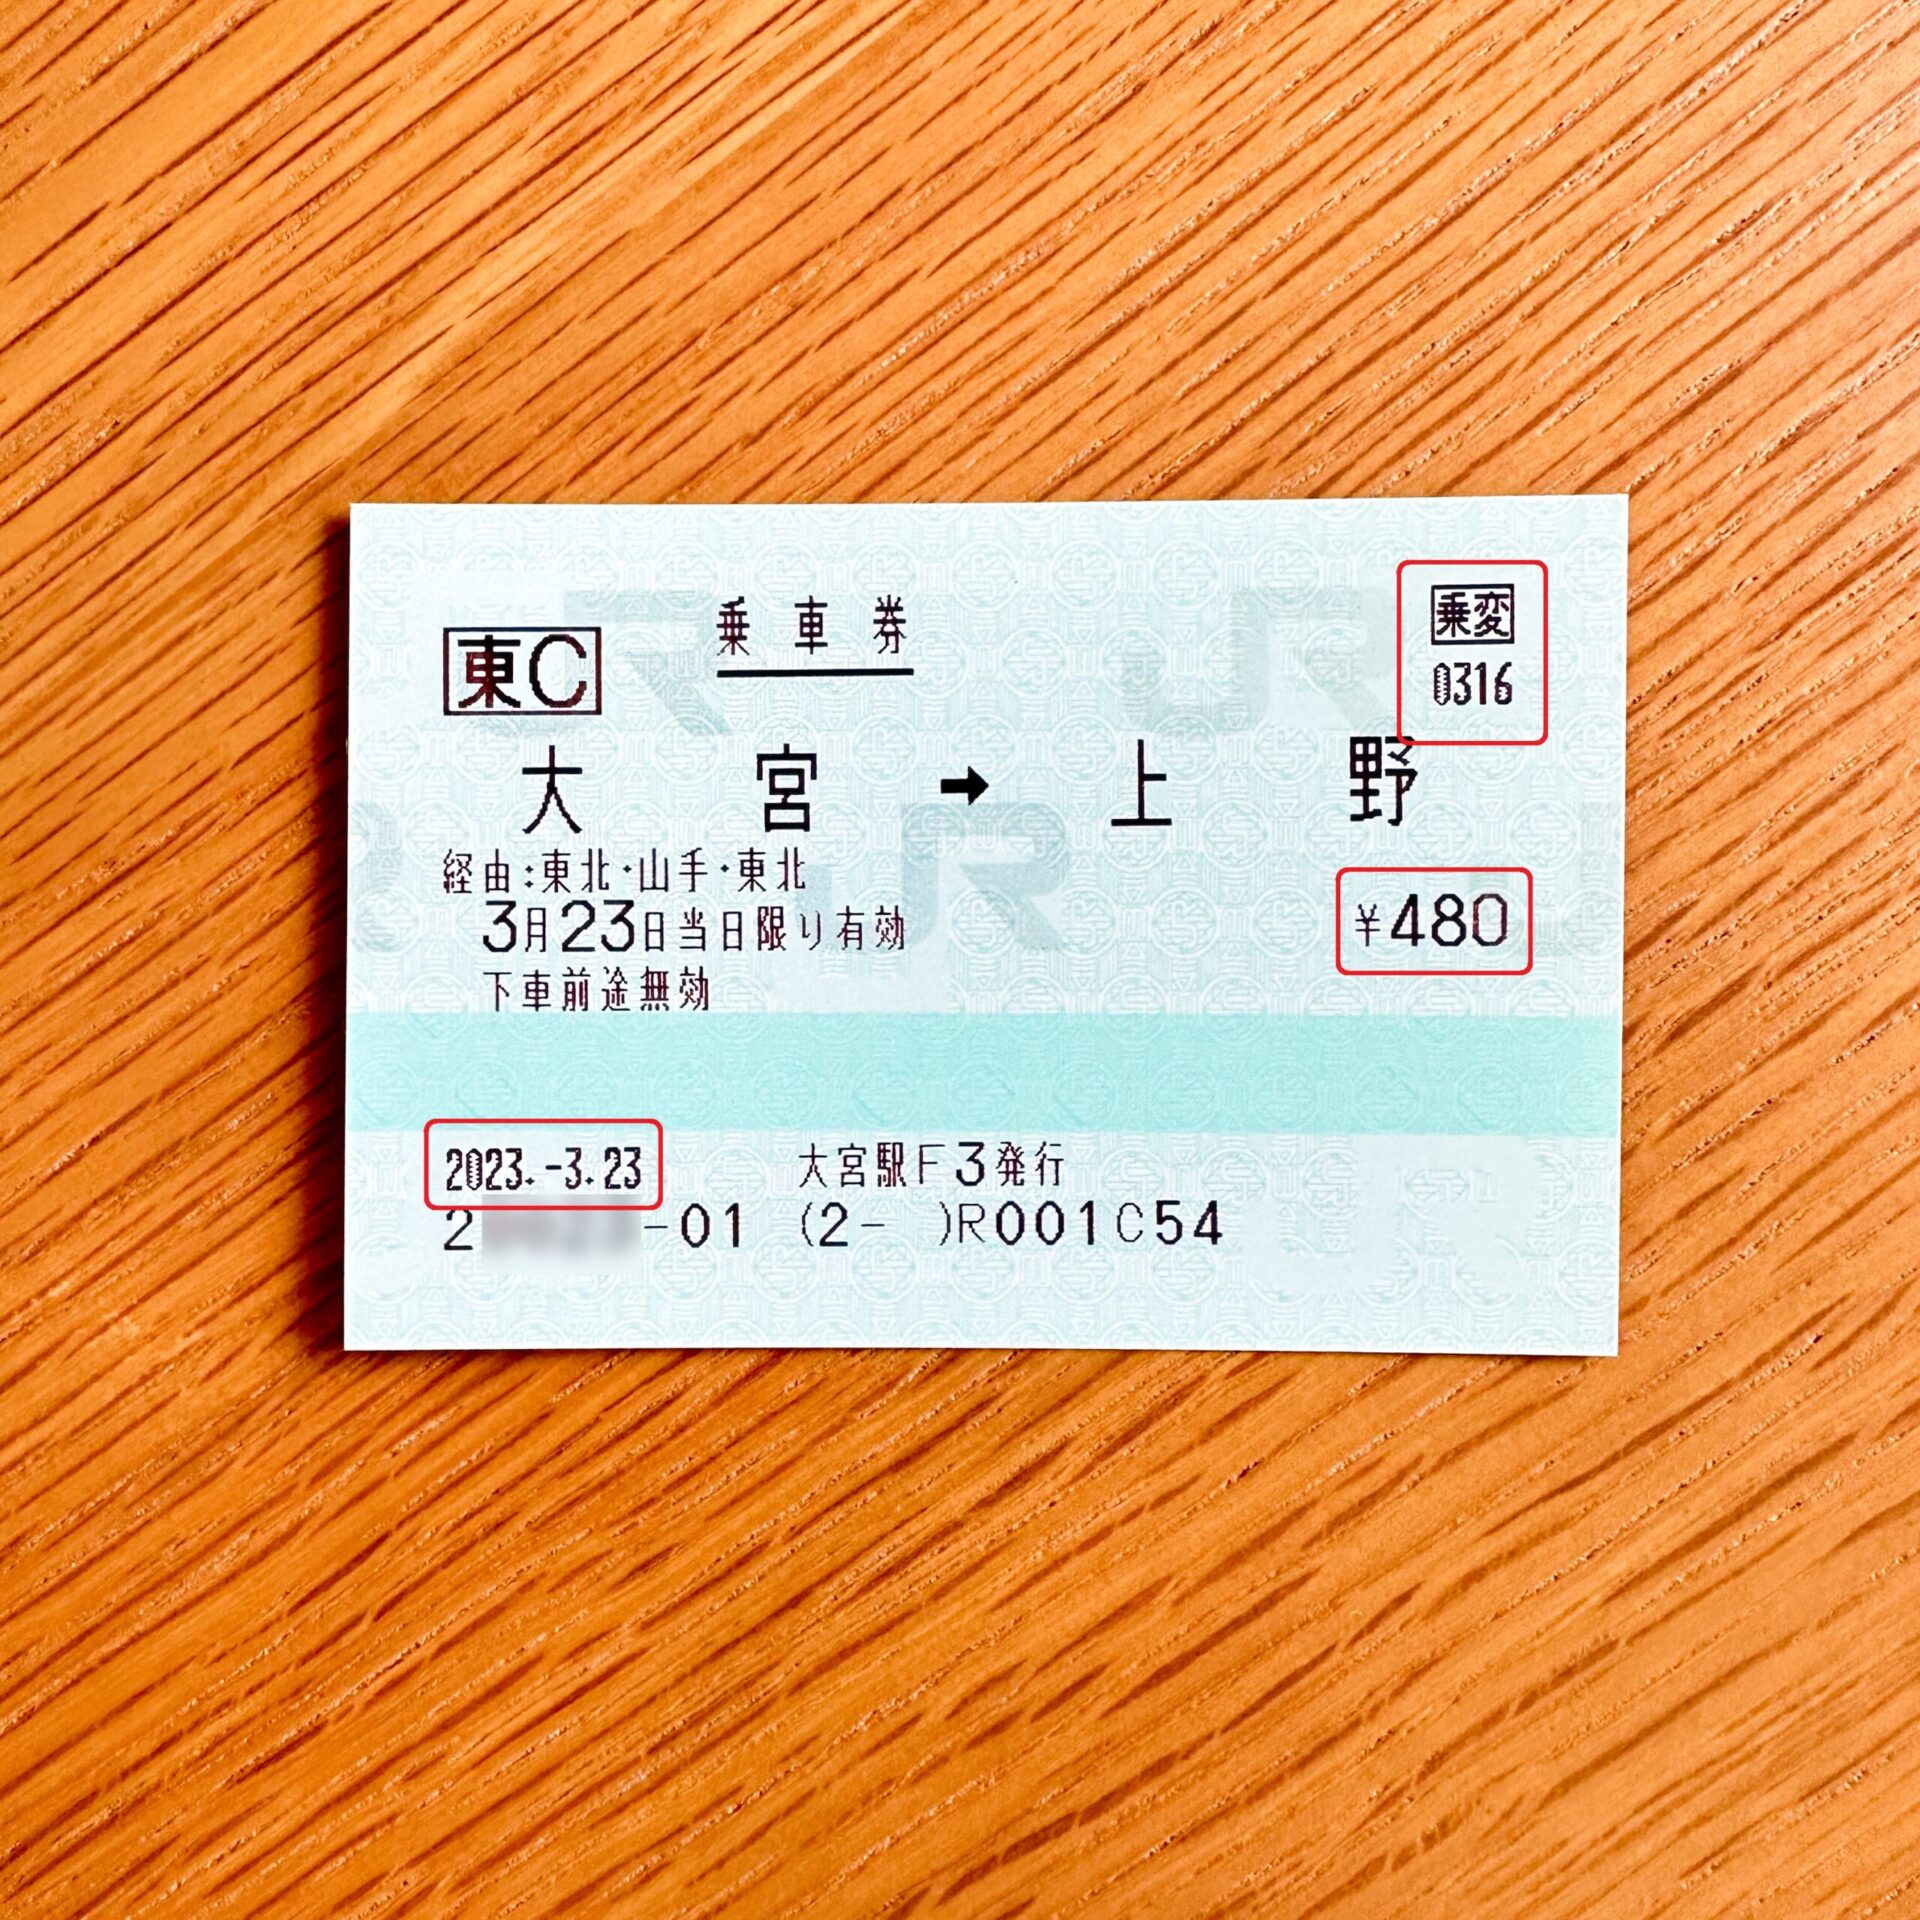 乗車券
乗変
東C
0316
大宮➡上野
経由:東北・山手・東北
3月23日当日限り有効
¥480
下車前途無効
2023.-3.23 大宮駅F3発行
2 -01 (2- )R001C54